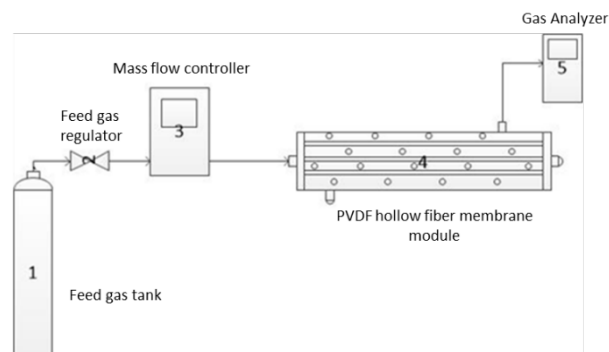 Gas Analyzer
5
Mass flow controller
3
Feed gas
regulator
2
4
PVDF hollow fiber membrane
module
1
Feed gas tank